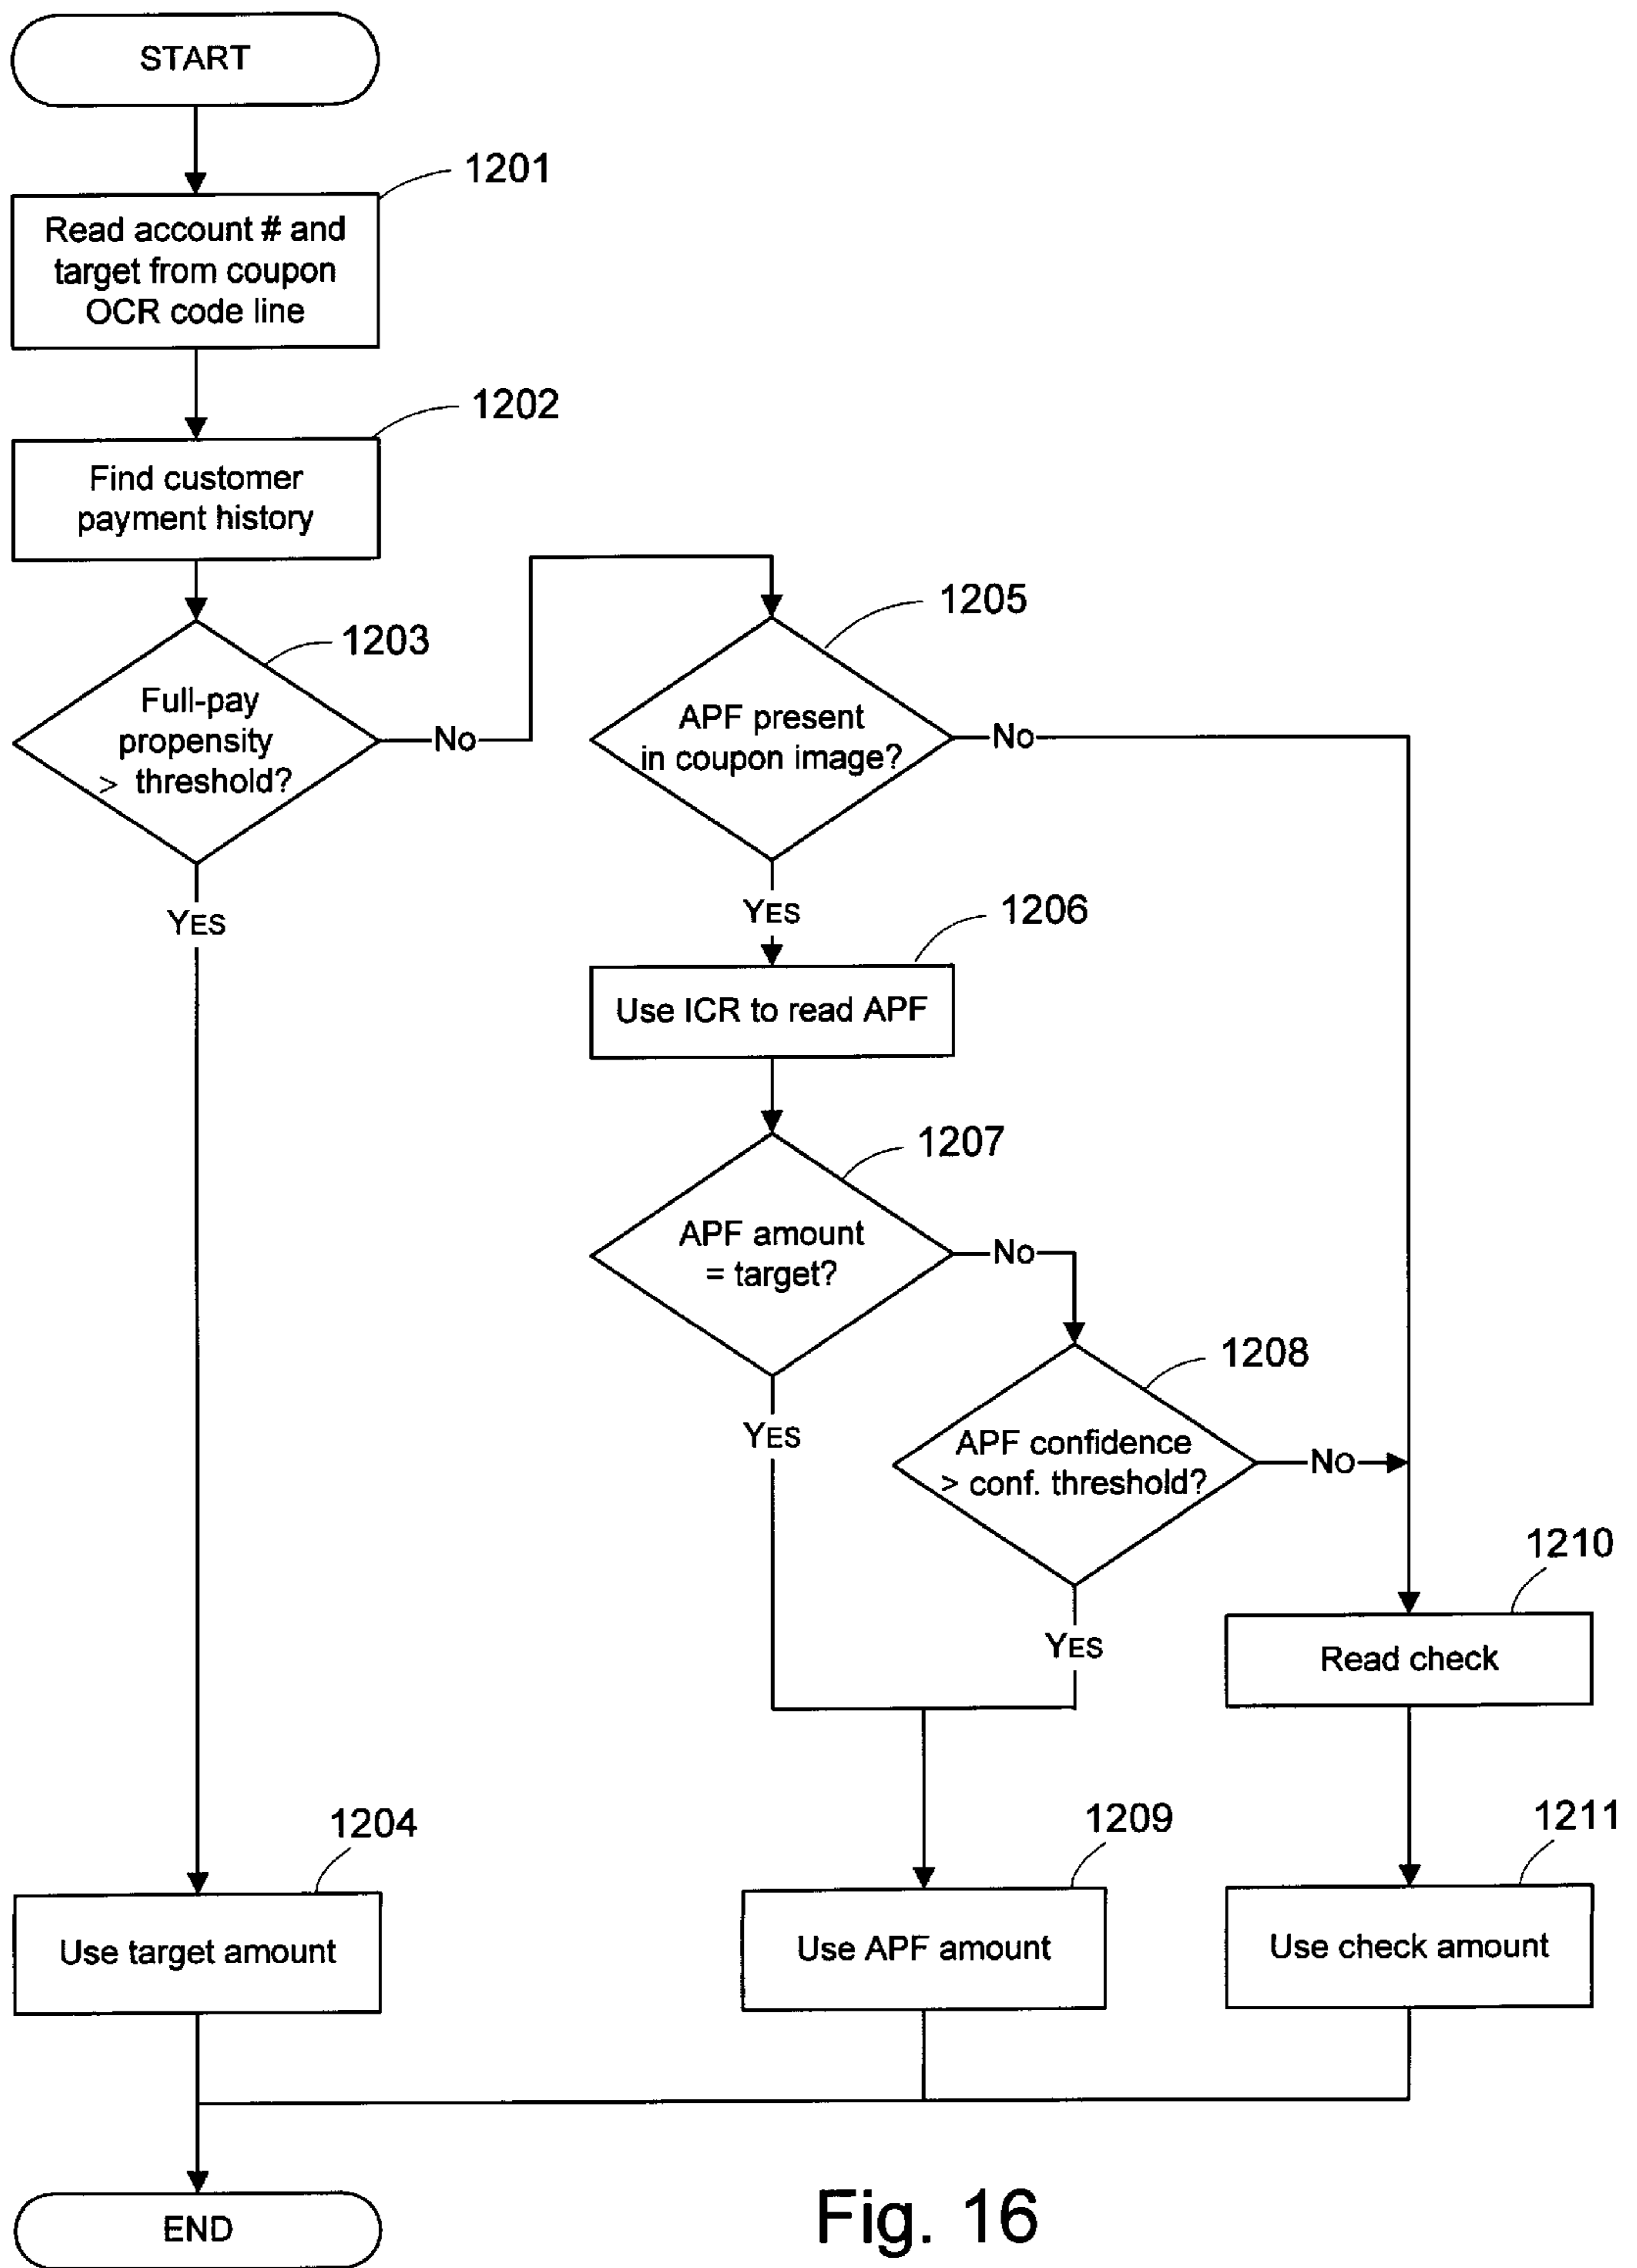 START
1201
Read account # and
target from coupon
OCR code line
1202
Find customer
payment history
1203
Full-pay
propensity
> threshold?
No
YES
1205
APF present
in coupon image?
No
YES
1206
Use ICR to read APF
1207
APF amount
= target?
No
YES
1208
APF confidence
> conf. threshold?
No
YES
1210
Read check
1204
Use target amount
1209
Use APF amount
1211
Use check amount
END
Fig. 16